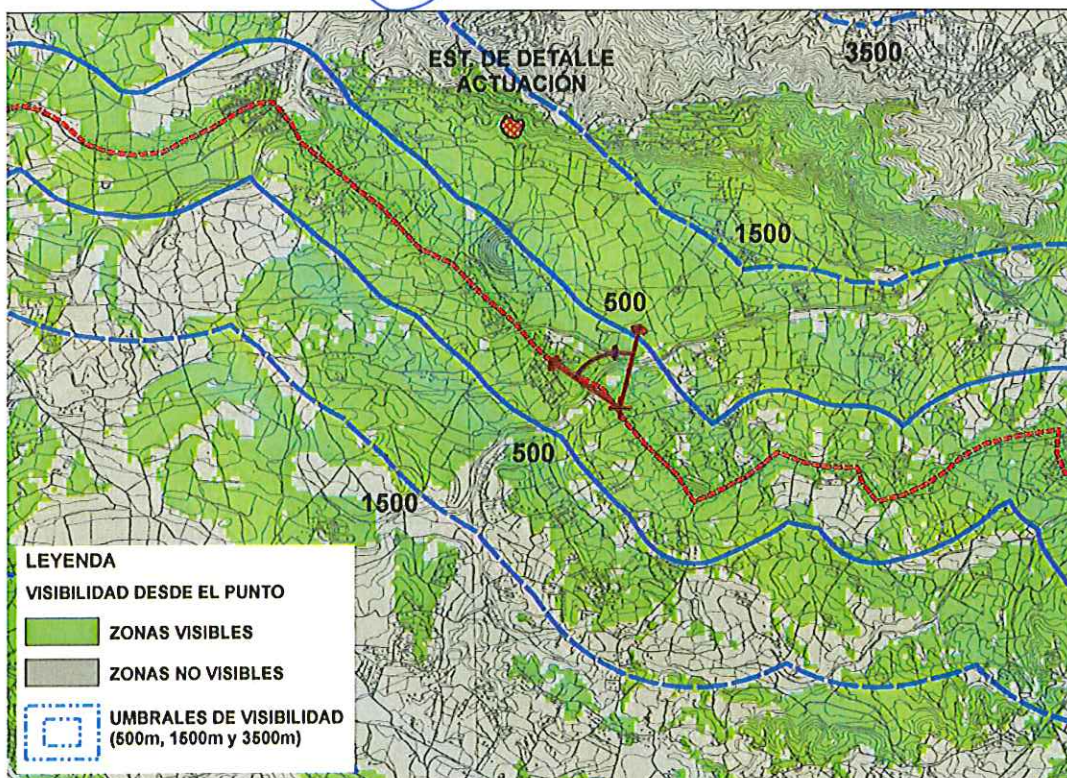 3500
EST. DE DETALLE
ACTUACIÓN
1500
500
500
1500
LEYENDA
VISIBILIDAD DESDE EL PUNTO
ZONAS VISIBLES
ZONAS NO VISIBLES
UMBRALES DE VISIBILIDAD
(500m, 1500m y 3500m)